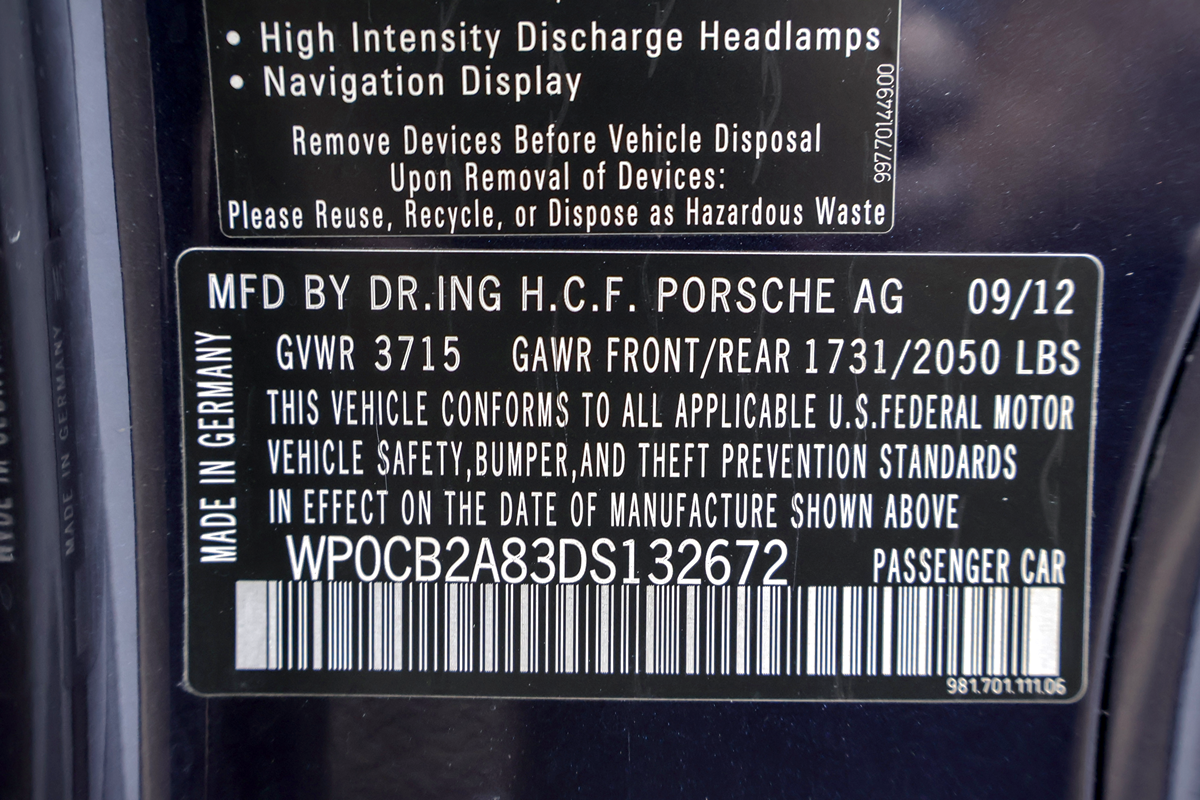 • High Intensity Discharge Headlamps
• Navigation Display
Remove Devices Before Vehicle Disposal
Upon Removal of Devices:
Please Reuse, Recycle, or Dispose as Hazardous Waste
997.701.449.00
MFD BY DR.ING H.C.F. PORSCHE AG 09/12
GVWR 3715 GAWR FRONT/REAR 1731/2050 LBS
THIS VEHICLE CONFORMS TO ALL APPLICABLE U.S.FEDERAL MOTOR
VEHICLE SAFETY,BUMPER,AND THEFT PREVENTION STANDARDS
IN EFFECT ON THE DATE OF MANUFACTURE SHOWN ABOVE
MADE IN GERMANY
WP0CB2A83DS132672 PASSENGER CAR
981.701.111.06
MADE IN GERMANY